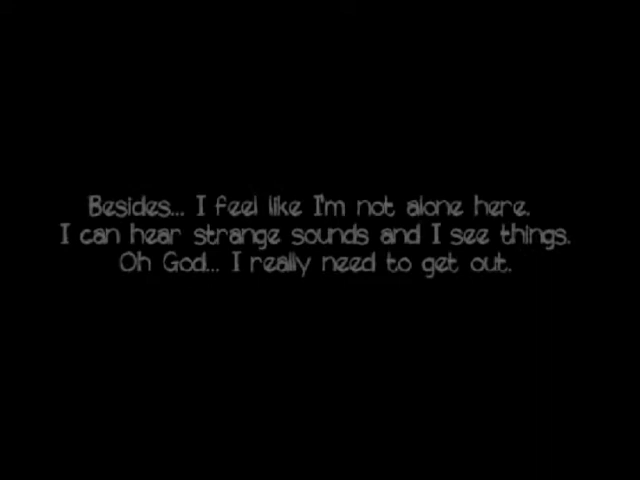 Besides... I feel like I'm not alone here.
I can hear strange sounds and I see things.
Oh God... I really need to get out.